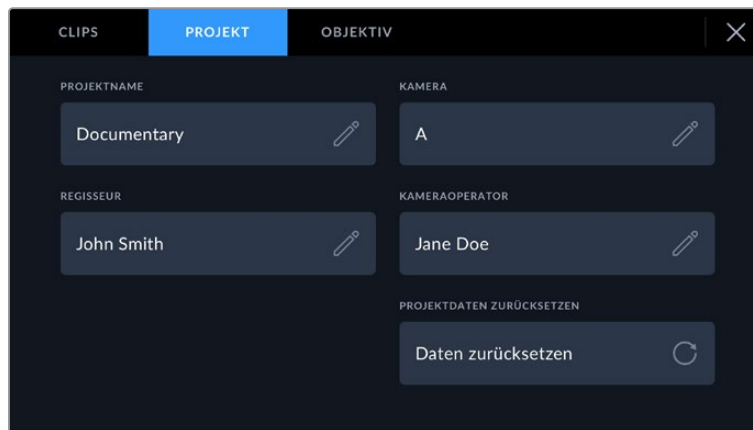 CLIPS PROJEKT OBJEKTIV
PROJEKTNAME KAMERA
Documentary A
REGISSEUR KAMERAOPERATOR
John Smith Jane Doe
PROJEKTDATEN ZURÜCKSETZEN
Daten zurücksetzen